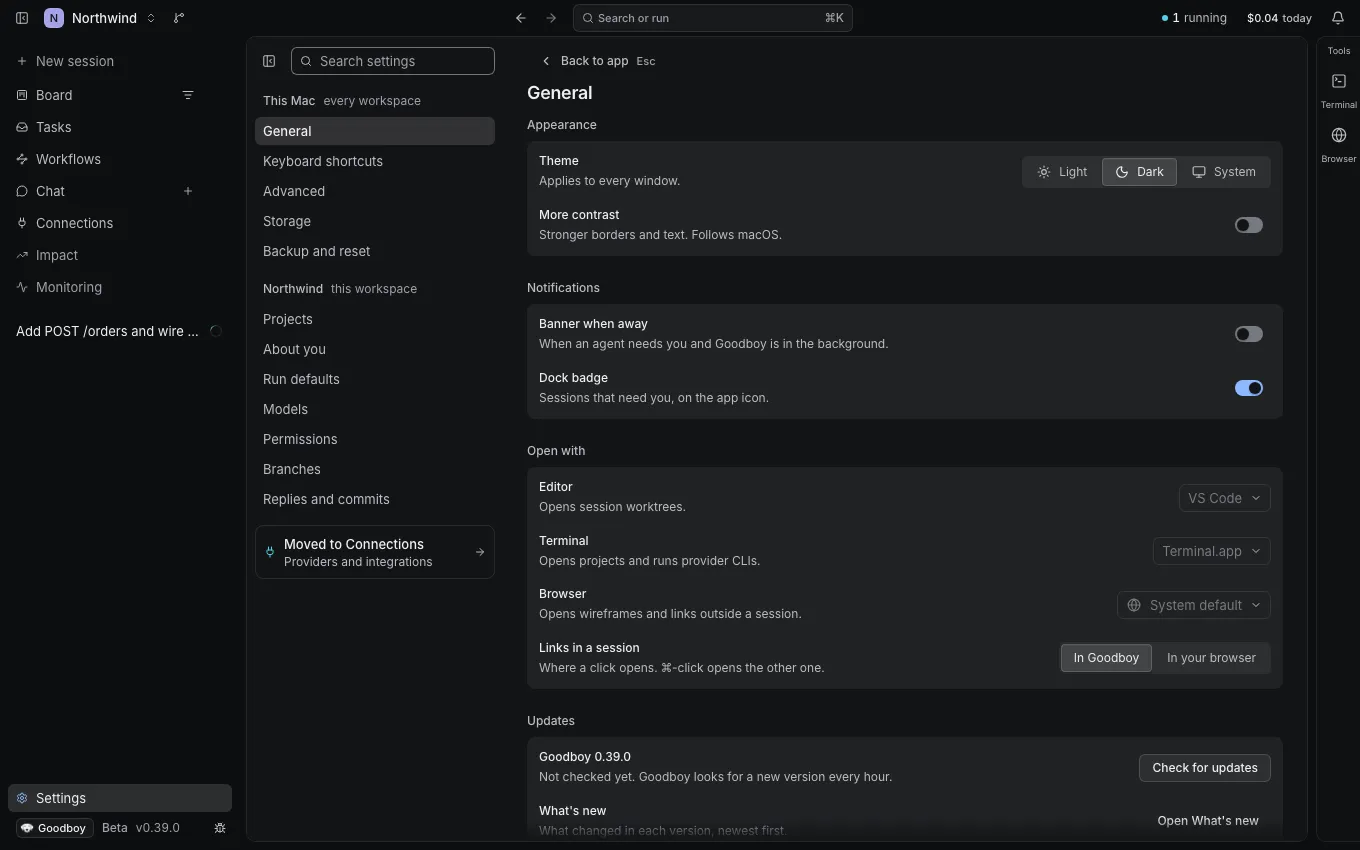 N Northwind
Search or run ⌘K
1 running $0.04 today
New session
Board
Tasks
Workflows
Chat
Connections
Impact
Monitoring
Add POST /orders and wire ...
Settings
Goodboy Beta v0.39.0
Search settings
This Mac every workspace
General
Keyboard shortcuts
Advanced
Storage
Backup and reset
Northwind this workspace
Projects
About you
Run defaults
Models
Permissions
Branches
Replies and commits
Moved to Connections
Providers and integrations
Back to app Esc
General
Appearance
Theme
Applies to every window.
Light Dark System
More contrast
Stronger borders and text. Follows macOS.
Notifications
Banner when away
When an agent needs you and Goodboy is in the background.
Dock badge
Sessions that need you, on the app icon.
Open with
Editor
Opens session worktrees.
VS Code
Terminal
Opens projects and runs provider CLIs.
Terminal.app
Browser
Opens wireframes and links outside a session.
System default
Links in a session
Where a click opens. ⌘-click opens the other one.
In Goodboy In your browser
Updates
Goodboy 0.39.0
Not checked yet. Goodboy looks for a new version every hour.
Check for updates
What's new
What changed in each version, newest first.
Open What's new
Tools
Terminal
Browser